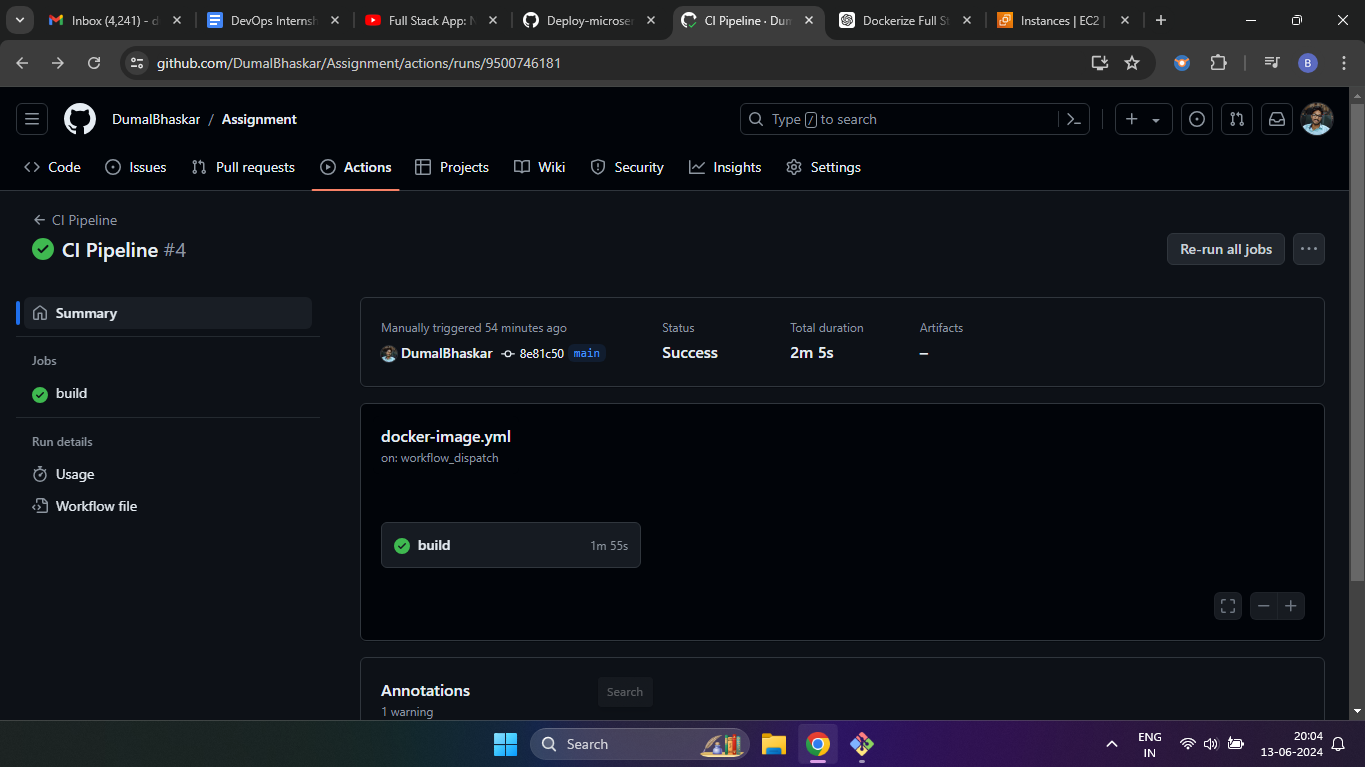 Inbox (4,241) - d
DevOps Internsh
Full Stack App: N
Deploy-microser
CI Pipeline · Dum
Dockerize Full St
Instances | EC2 |
github.com/DumalBhaskar/Assignment/actions/runs/9500746181
B
DumalBhaskar / Assignment
Type / to search
Code
Issues
Pull requests
Actions
Projects
Wiki
Security
Insights
Settings
CI Pipeline
CI Pipeline #4
Re-run all jobs
Summary
Jobs
build
Run details
Usage
Workflow file
Manually triggered 54 minutes ago
DumalBhaskar 8e81c50 main
Status
Success
Total duration
2m 5s
Artifacts
–
docker-image.yml
on: workflow_dispatch
build 1m 55s
Annotations
1 warning
Search
Search
ENG
IN
20:04
13-06-2024